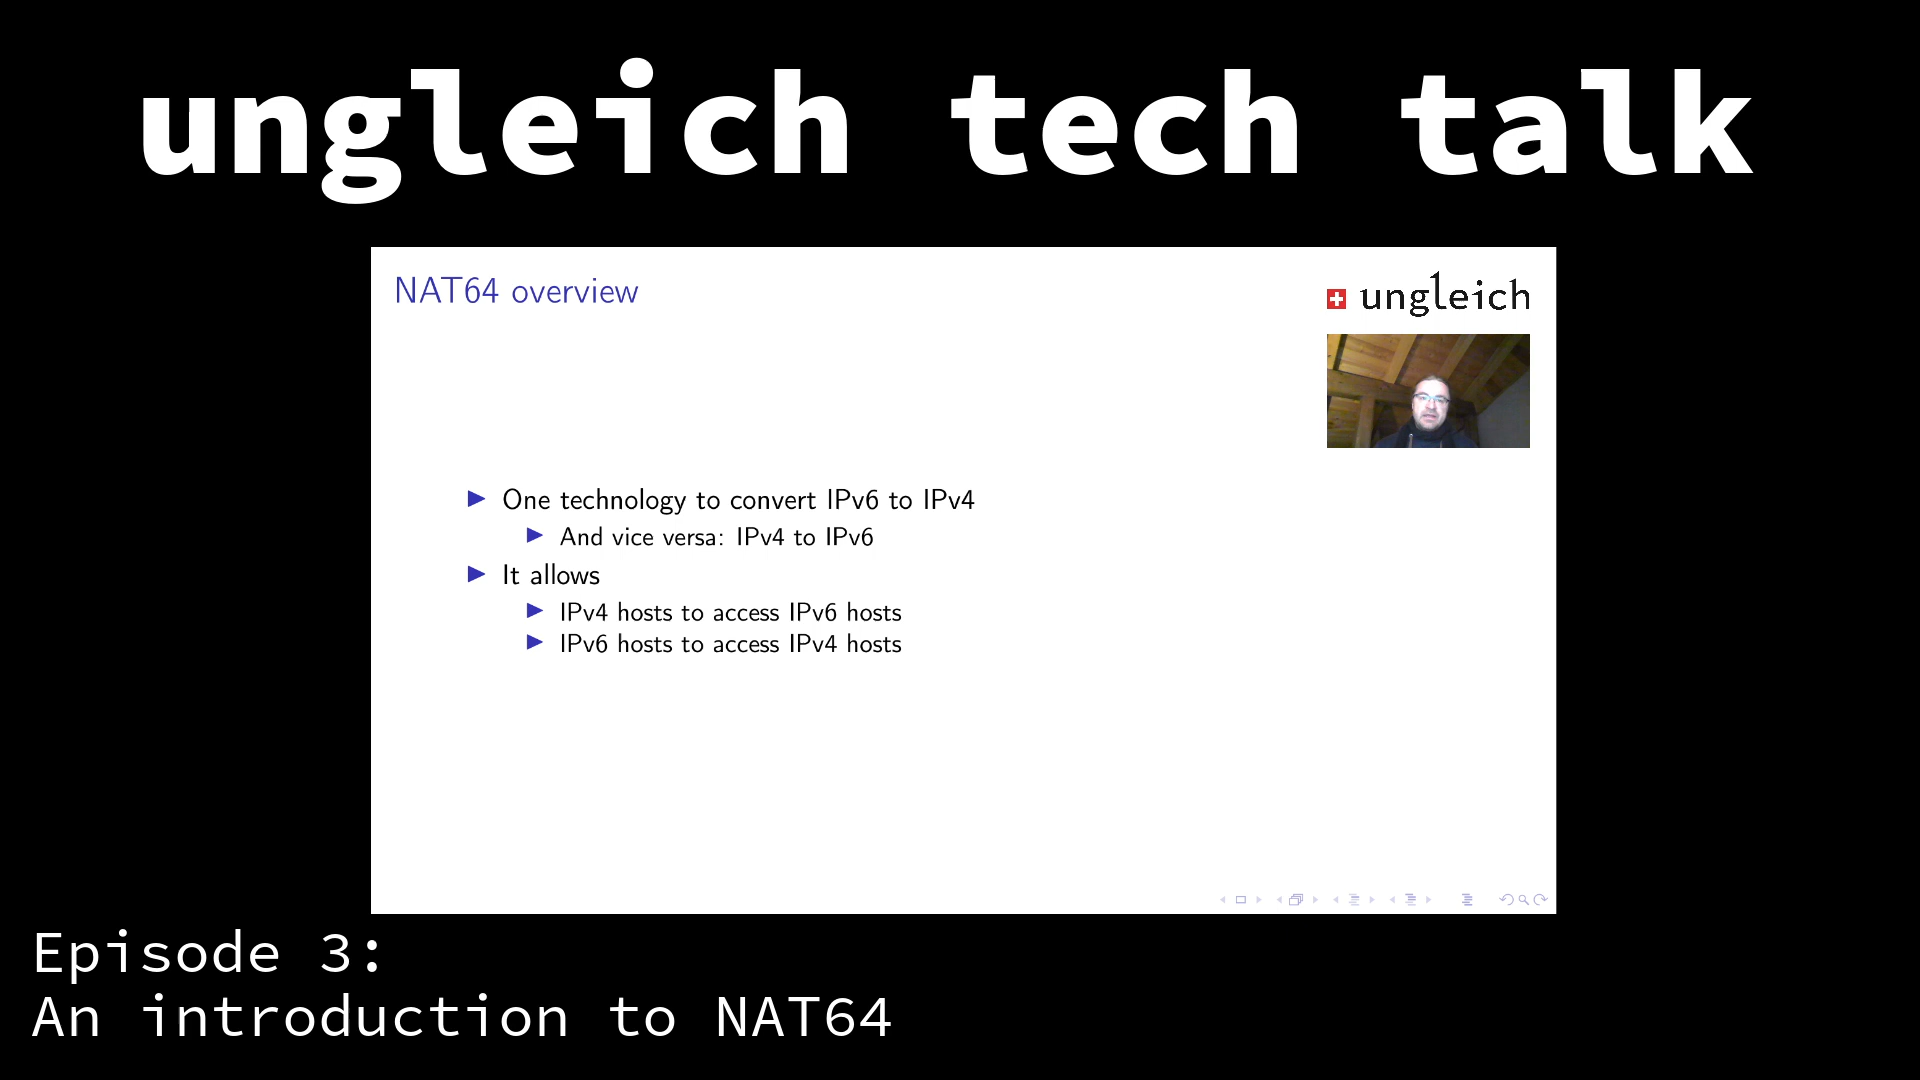 ungleich tech talk
NAT64 overview
ungleich
One technology to convert IPv6 to IPv4
And vice versa: IPv4 to IPv6
It allows
IPv4 hosts to access IPv6 hosts
IPv6 hosts to access IPv4 hosts
Episode 3:
An introduction to NAT64